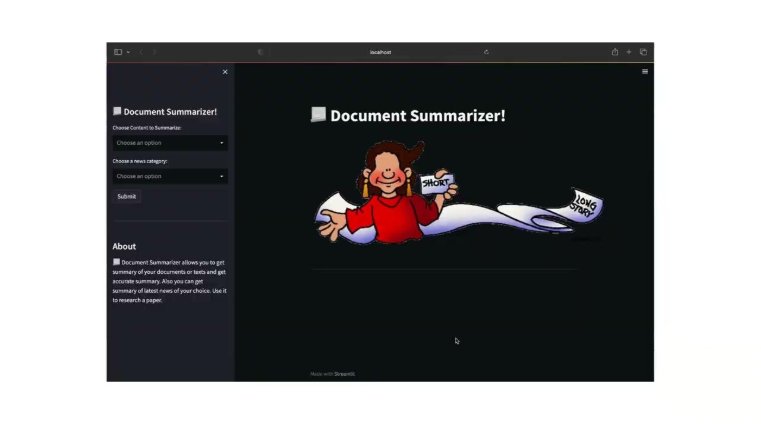 localhost
Document Summarizer!
Choose Content to Summarize:
Choose an option
Choose a news category:
Choose an option
Submit
About
Document Summarizer allows you to get
summary of your documents or texts and get
accurate summary. Also you can get
summary of latest news of your choice. Use it
to research a paper.
Document Summarizer!
SHORT
LONG
STORY
Made with Streamlit